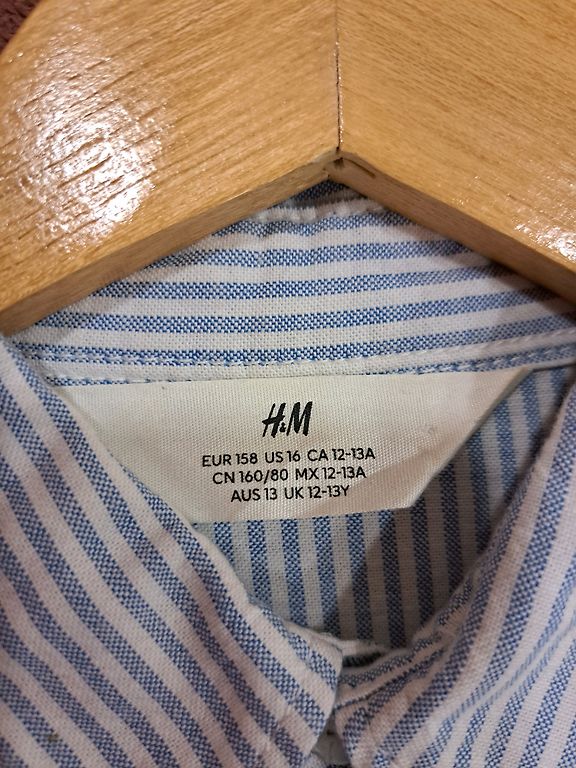 H&M
EUR 158 US 16 CA 12-13A
CN 160/80 MX 12-13A
AUS 13 UK 12-13Y